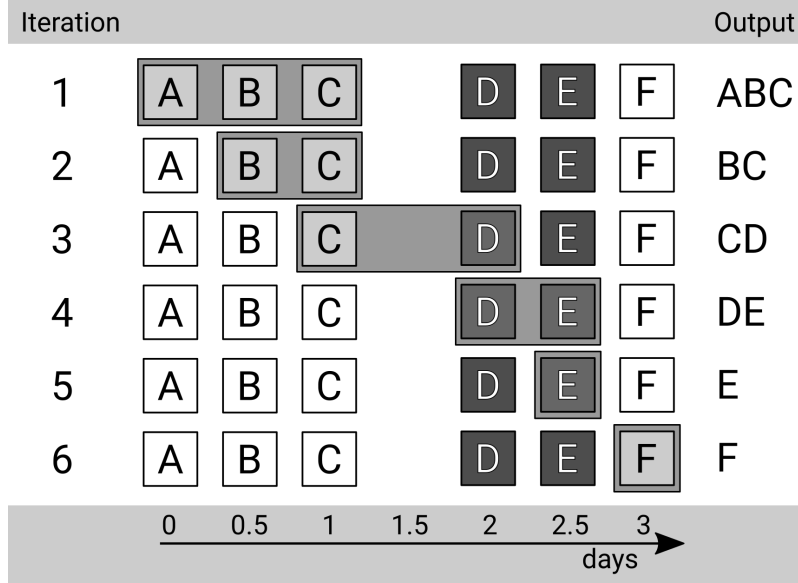 Iteration Output
1 A B C D E F ABC
2 A B C D E F BC
3 A B C D E F CD
4 A B C D E F DE
5 A B C D E F E
6 A B C D E F F
0 0.5 1 1.5 2 2.5 3
days